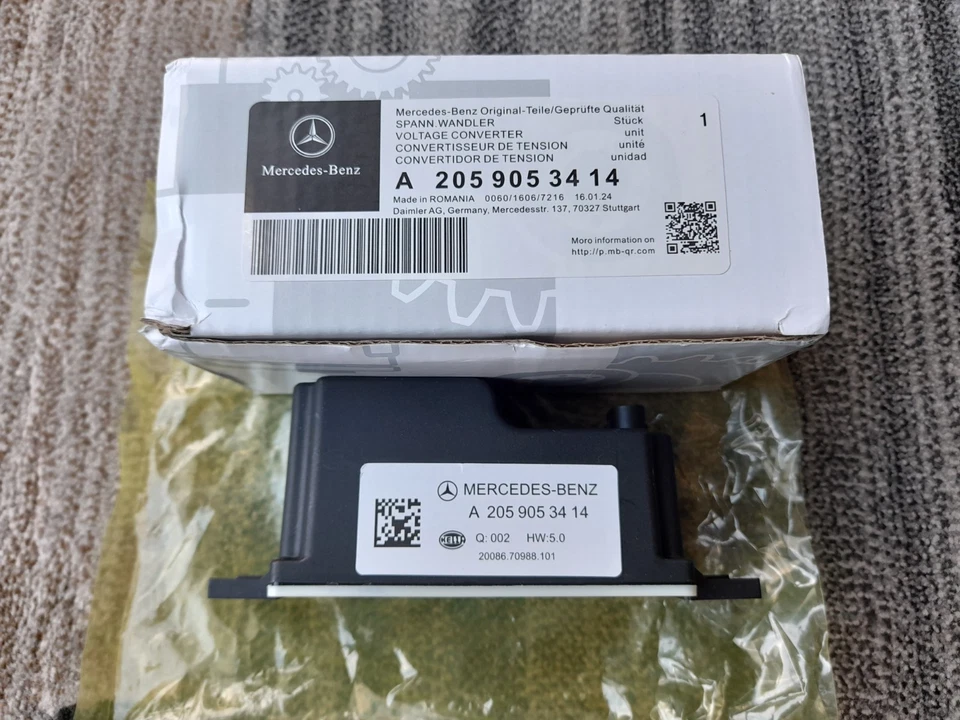 Mercedes-Benz
Mercedes-Benz Original-Teile/Geprüfte Qualität
SPANN.WANDLER Stück
VOLTAGE CONVERTER unit
CONVERTISSEUR DE TENSION unité
CONVERTIDOR DE TENSION unidad
1
A 205 905 34 14
Made in ROMANIA 0060/1606/7216 16.01.24
Daimler AG, Germany, Mercedesstr. 137, 70327 Stuttgart
Moro information on
http://p.mb-qr.com
MERCEDES-BENZ
A 205 905 34 14
HELLA Q: 002 HW:5.0
20086.70988.101